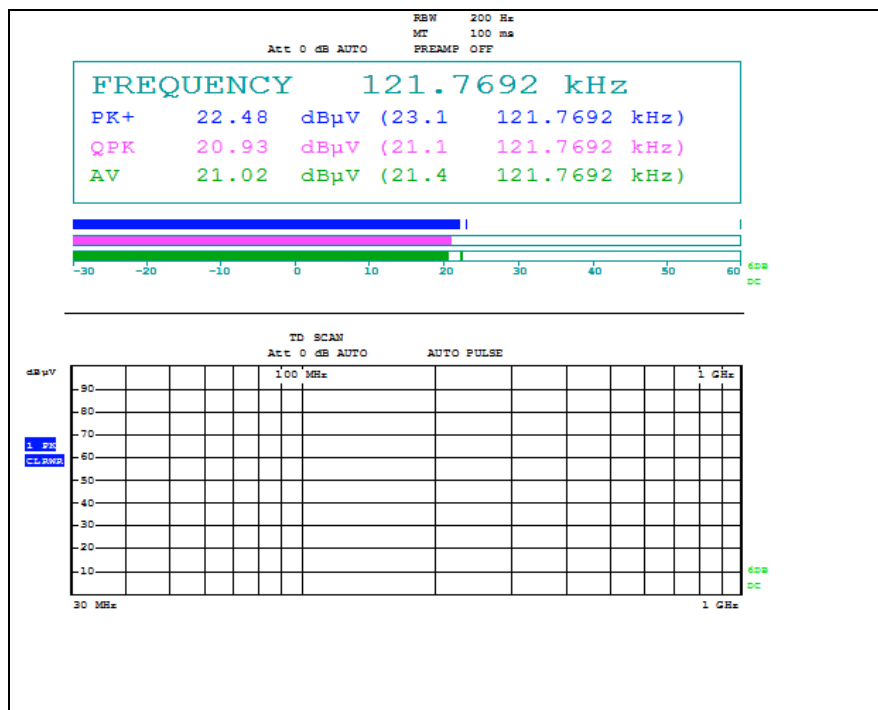 RBW 200 Hz
MT 100 ms
Att 0 dB AUTO PREAMP OFF
FREQUENCY 121.7692 kHz
PK+ 22.48 dBµV (23.1 121.7692 kHz)
QPK 20.93 dBµV (21.1 121.7692 kHz)
AV 21.02 dBµV (21.4 121.7692 kHz)
-30 -20 -10 0 10 20 30 40 50 60
6DB
DC
TD SCAN
Att 0 dB AUTO AUTO PULSE
dBµV
100 MHz 1 GHz
90
80
70
1 PK
CLRWR
60
50
40
30
20
10
6DB
DC
30 MHz 1 GHz